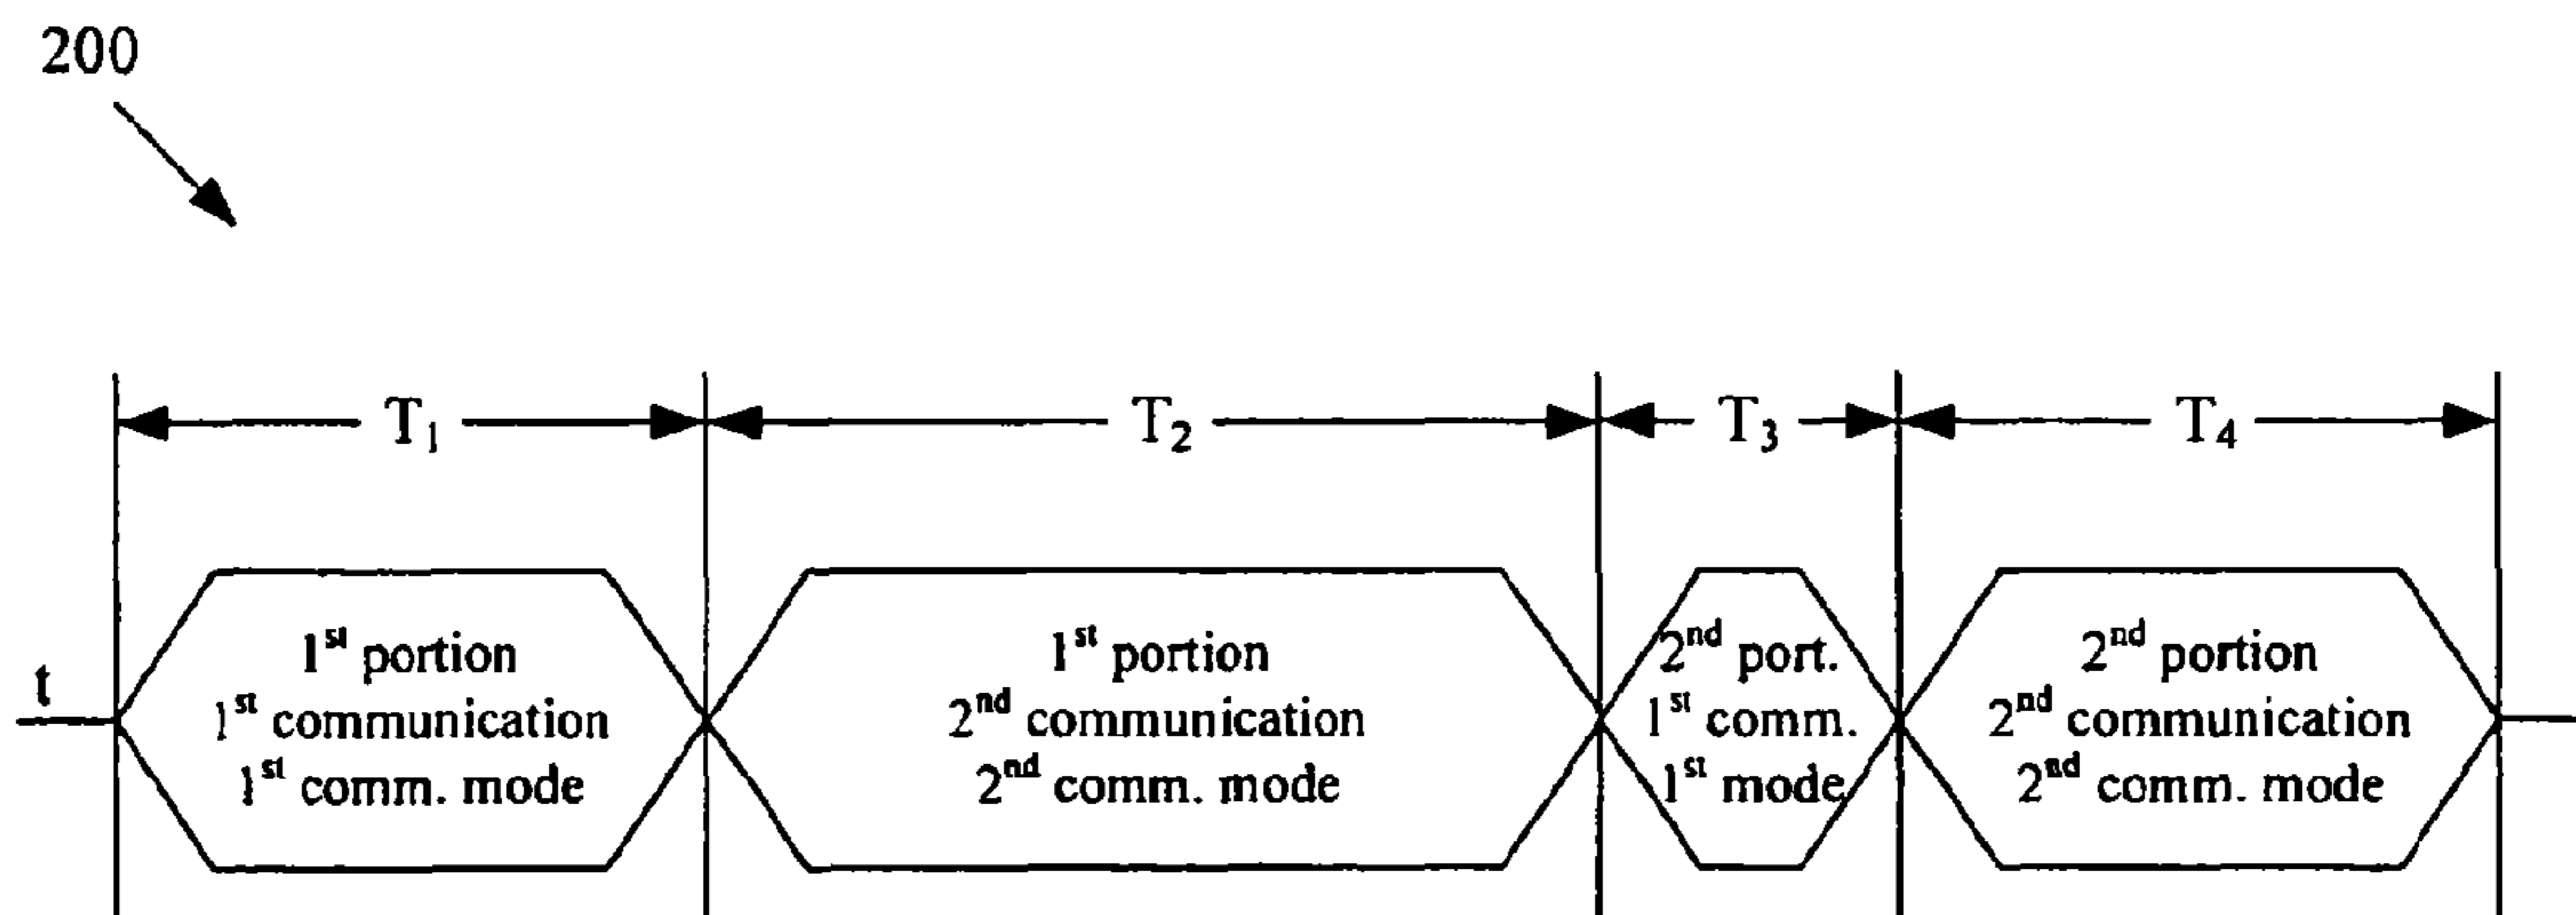 200
T₁ T₂ T₃ T₄
t
1ˢᵗ portion
1ˢᵗ communication
1ˢᵗ comm. mode
1ˢᵗ portion
2ⁿᵈ communication
2ⁿᵈ comm. mode
2ⁿᵈ port.
1ˢᵗ comm.
1ˢᵗ mode
2ⁿᵈ portion
2ⁿᵈ communication
2ⁿᵈ comm. mode